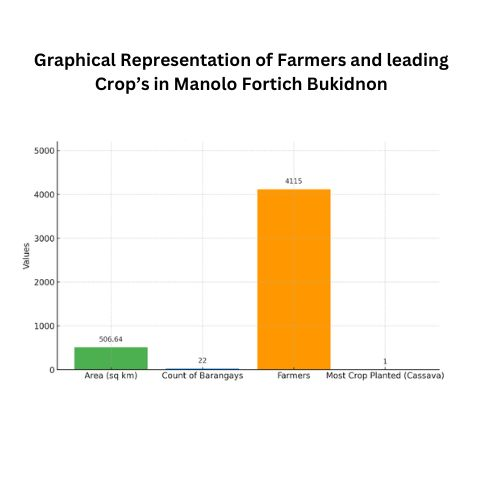 Graphical Representation of Farmers and leading
Crop’s in Manolo Fortich Bukidnon
5000
4000
3000
2000
1000
0
Values
506.64
22
4115
1
Area (sq km)
Count of Barangays
Farmers
Most Crop Planted (Cassava)